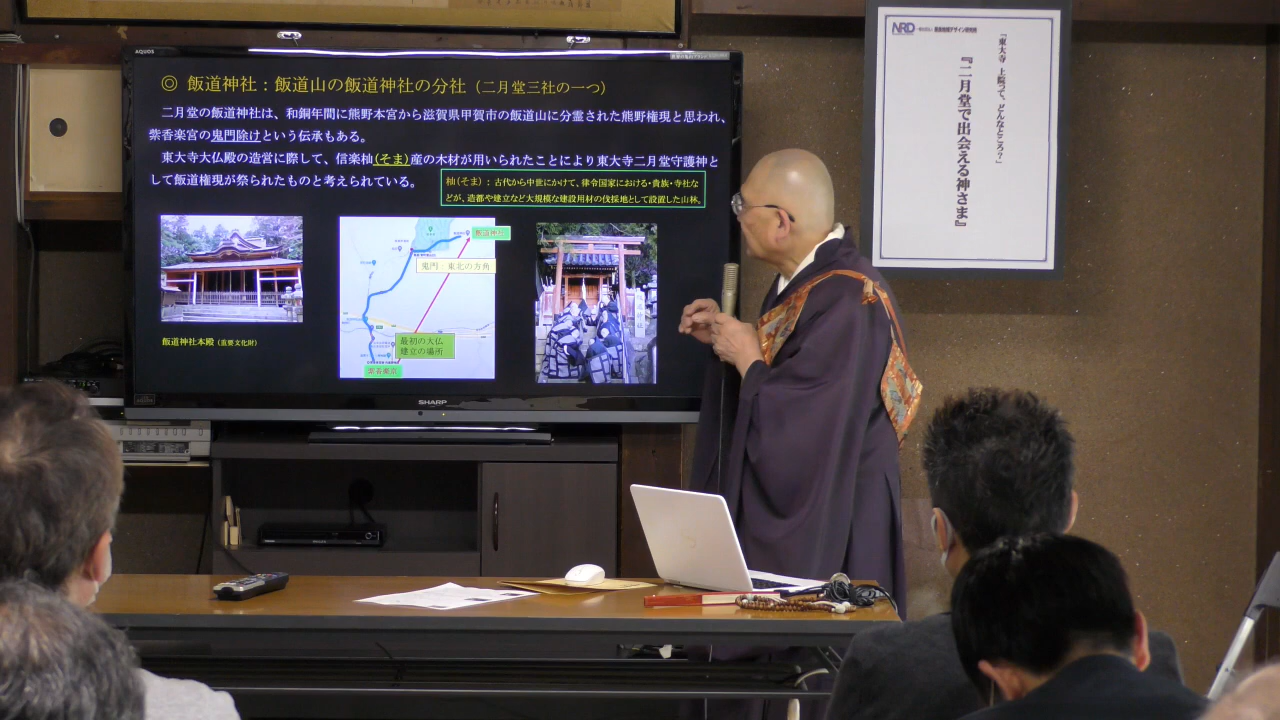 AQUOS
◎ 飯道神社：飯道山の飯道神社の分社（二月堂三社の一つ）
二月堂の飯道神社は、和銅年間に熊野本宮から滋賀県甲賀市の飯道山に分霊された熊野権現と思われ、
紫香楽宮の鬼門除けという伝承もある。
東大寺大仏殿の造営に際して、信楽杣(そま)産の木材が用いられたことにより東大寺二月堂守護神と
して飯道権現が祭られたものと考えられている。
杣(そま)：古代から中世にかけて、律令国家における・貴族・寺社な
どが、造都や建立など大規模な建設用材の伐採地として設置した山林。
飯道神社
鬼門：東北の方角
最初の大仏
建立の場所
紫香楽宮
飯道神社本殿（重要文化財）
飯道神社
SHARP
NRD
「東大寺 上院って、どんなところ？」
『二月堂で出会える神さま』